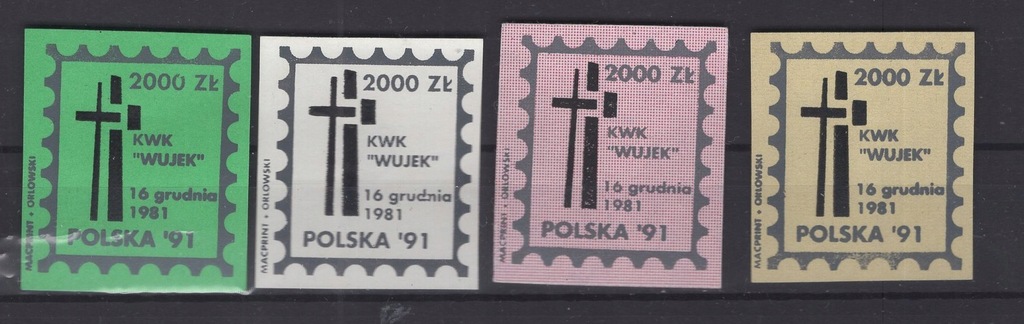 2000 ZŁ
KWK
"WUJEK"
16 grudnia
1981
POLSKA '91
MACPRINT + ORŁOWSKI
2000 ZŁ
KWK
"WUJEK"
16 grudnia
1981
POLSKA '91
MACPRINT + ORŁOWSKI
2000 ZŁ
KWK
"WUJEK"
16 grudnia
1981
POLSKA '91
MACPRINT + ORŁOWSKI
2000 ZŁ
KWK
"WUJEK"
16 grudnia
1981
POLSKA '91
MACPRINT + ORŁOWSKI